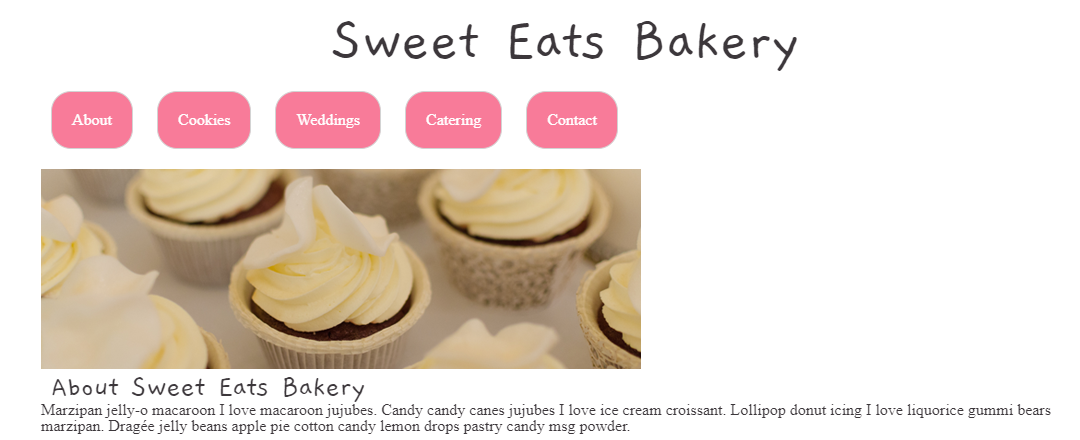 Sweet Eats Bakery
About Cookies Weddings Catering Contact
About Sweet Eats Bakery
Marzipan jelly-o macaroon I love macaroon jujubes. Candy candy canes jujubes I love ice cream croissant. Lollipop donut icing I love liquorice gummi bears
marzipan. Dragée jelly beans apple pie cotton candy lemon drops pastry candy msg powder.